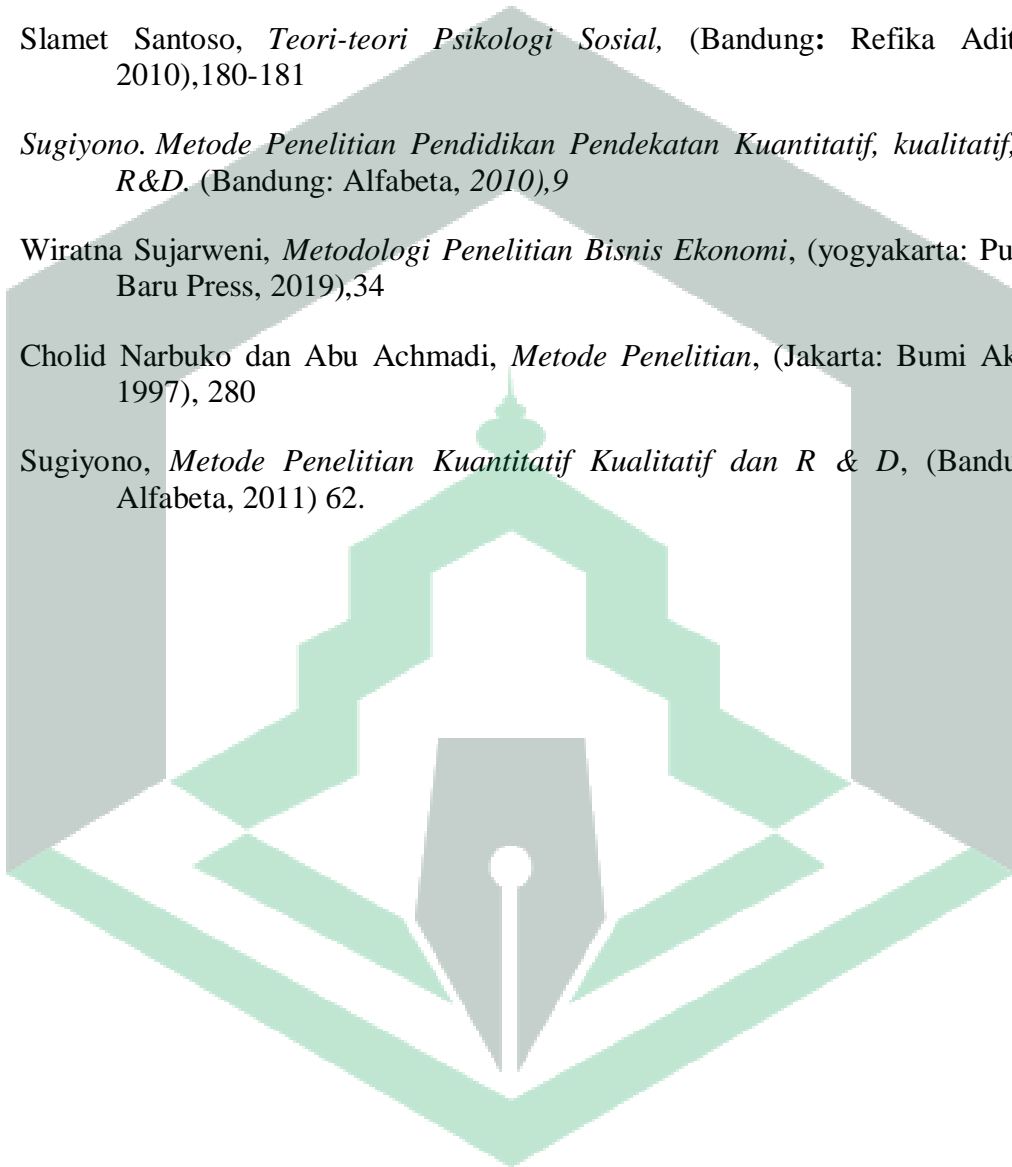 Slamet Santoso, Teori-teori Psikologi Sosial, (Bandung: Refika Adit
2010),180-181
Sugiyono. Metode Penelitian Pendidikan Pendekatan Kuantitatif, kualitatif,
R&D. (Bandung: Alfabeta, 2010),9
Wiratna Sujarweni, Metodologi Penelitian Bisnis Ekonomi, (yogyakarta: Pu
Baru Press, 2019),34
Cholid Narbuko dan Abu Achmadi, Metode Penelitian, (Jakarta: Bumi Ak
1997), 280
Sugiyono, Metode Penelitian Kuantitatif Kualitatif dan R & D, (Bandu
Alfabeta, 2011) 62.